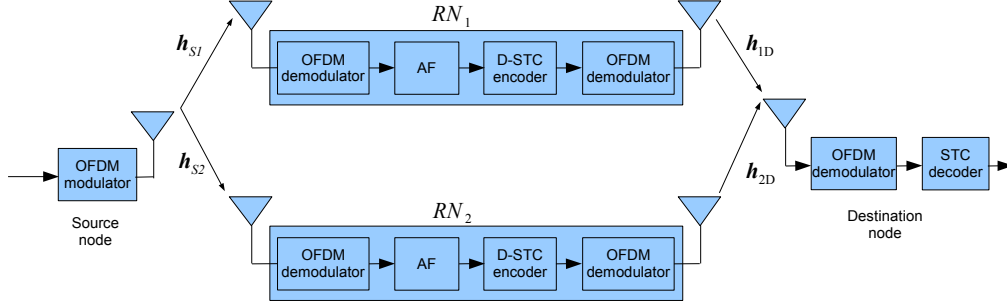 RN1
hS1
h1D
OFDM
demodulator
AF
D-STC
encoder
OFDM
demodulator
OFDM
modulator
Source
node
hS2
h2D
OFDM
demodulator
STC
decoder
Destination
node
RN2
OFDM
demodulator
AF
D-STC
encoder
OFDM
demodulator